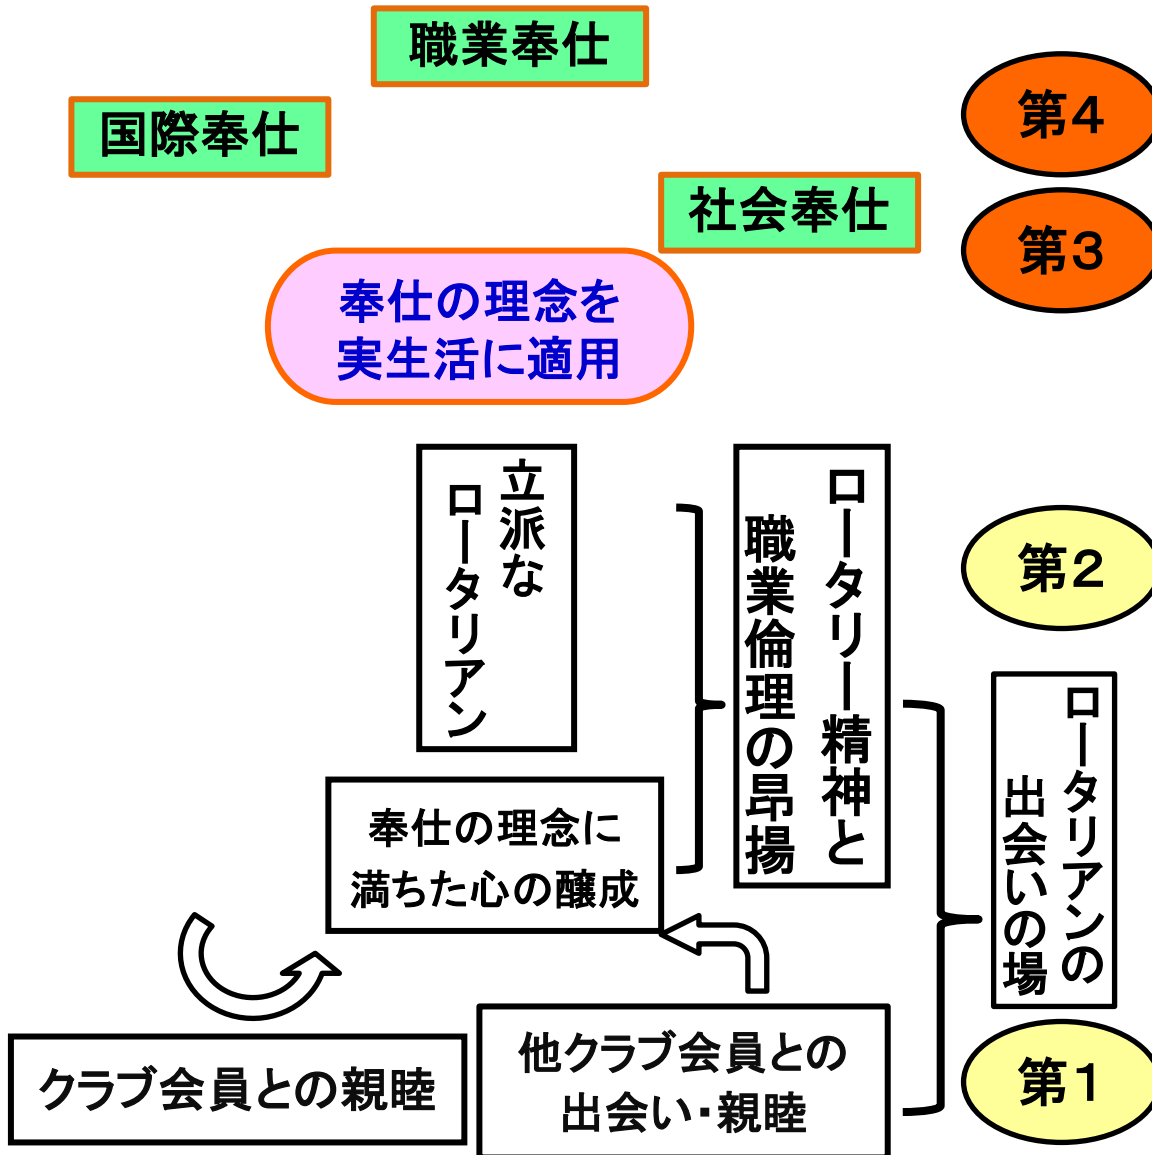 職業奉仕
国際奉仕
第4
社会奉仕
第3
奉仕の理念を
実生活に適用
立派な
ロータリアン
ロータリー精神と
職業倫理の昂揚
第2
ロータリアンの
出会いの場
奉仕の理念に
満ちた心の醸成
クラブ会員との親睦
他クラブ会員との
出会い・親睦
第1